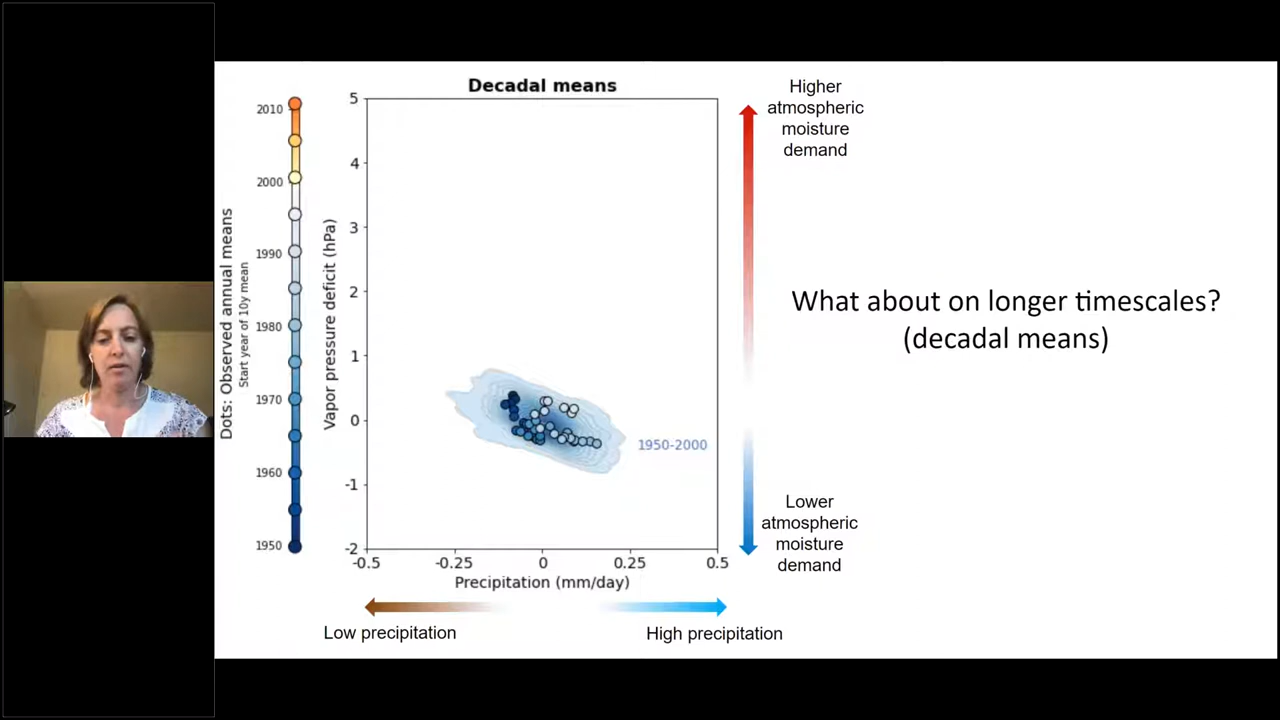 Decadal means
Dots: Observed annual means
Start year of 10y mean
2010
2000
1990
1980
1970
1960
1950
Vapor pressure deficit (hPa)
5
4
3
2
1
0
-1
-2
-0.5
-0.25
0
0.25
0.5
Precipitation (mm/day)
1950-2000
Low precipitation
High precipitation
Higher
atmospheric
moisture
demand
Lower
atmospheric
moisture
demand
What about on longer timescales?
(decadal means)